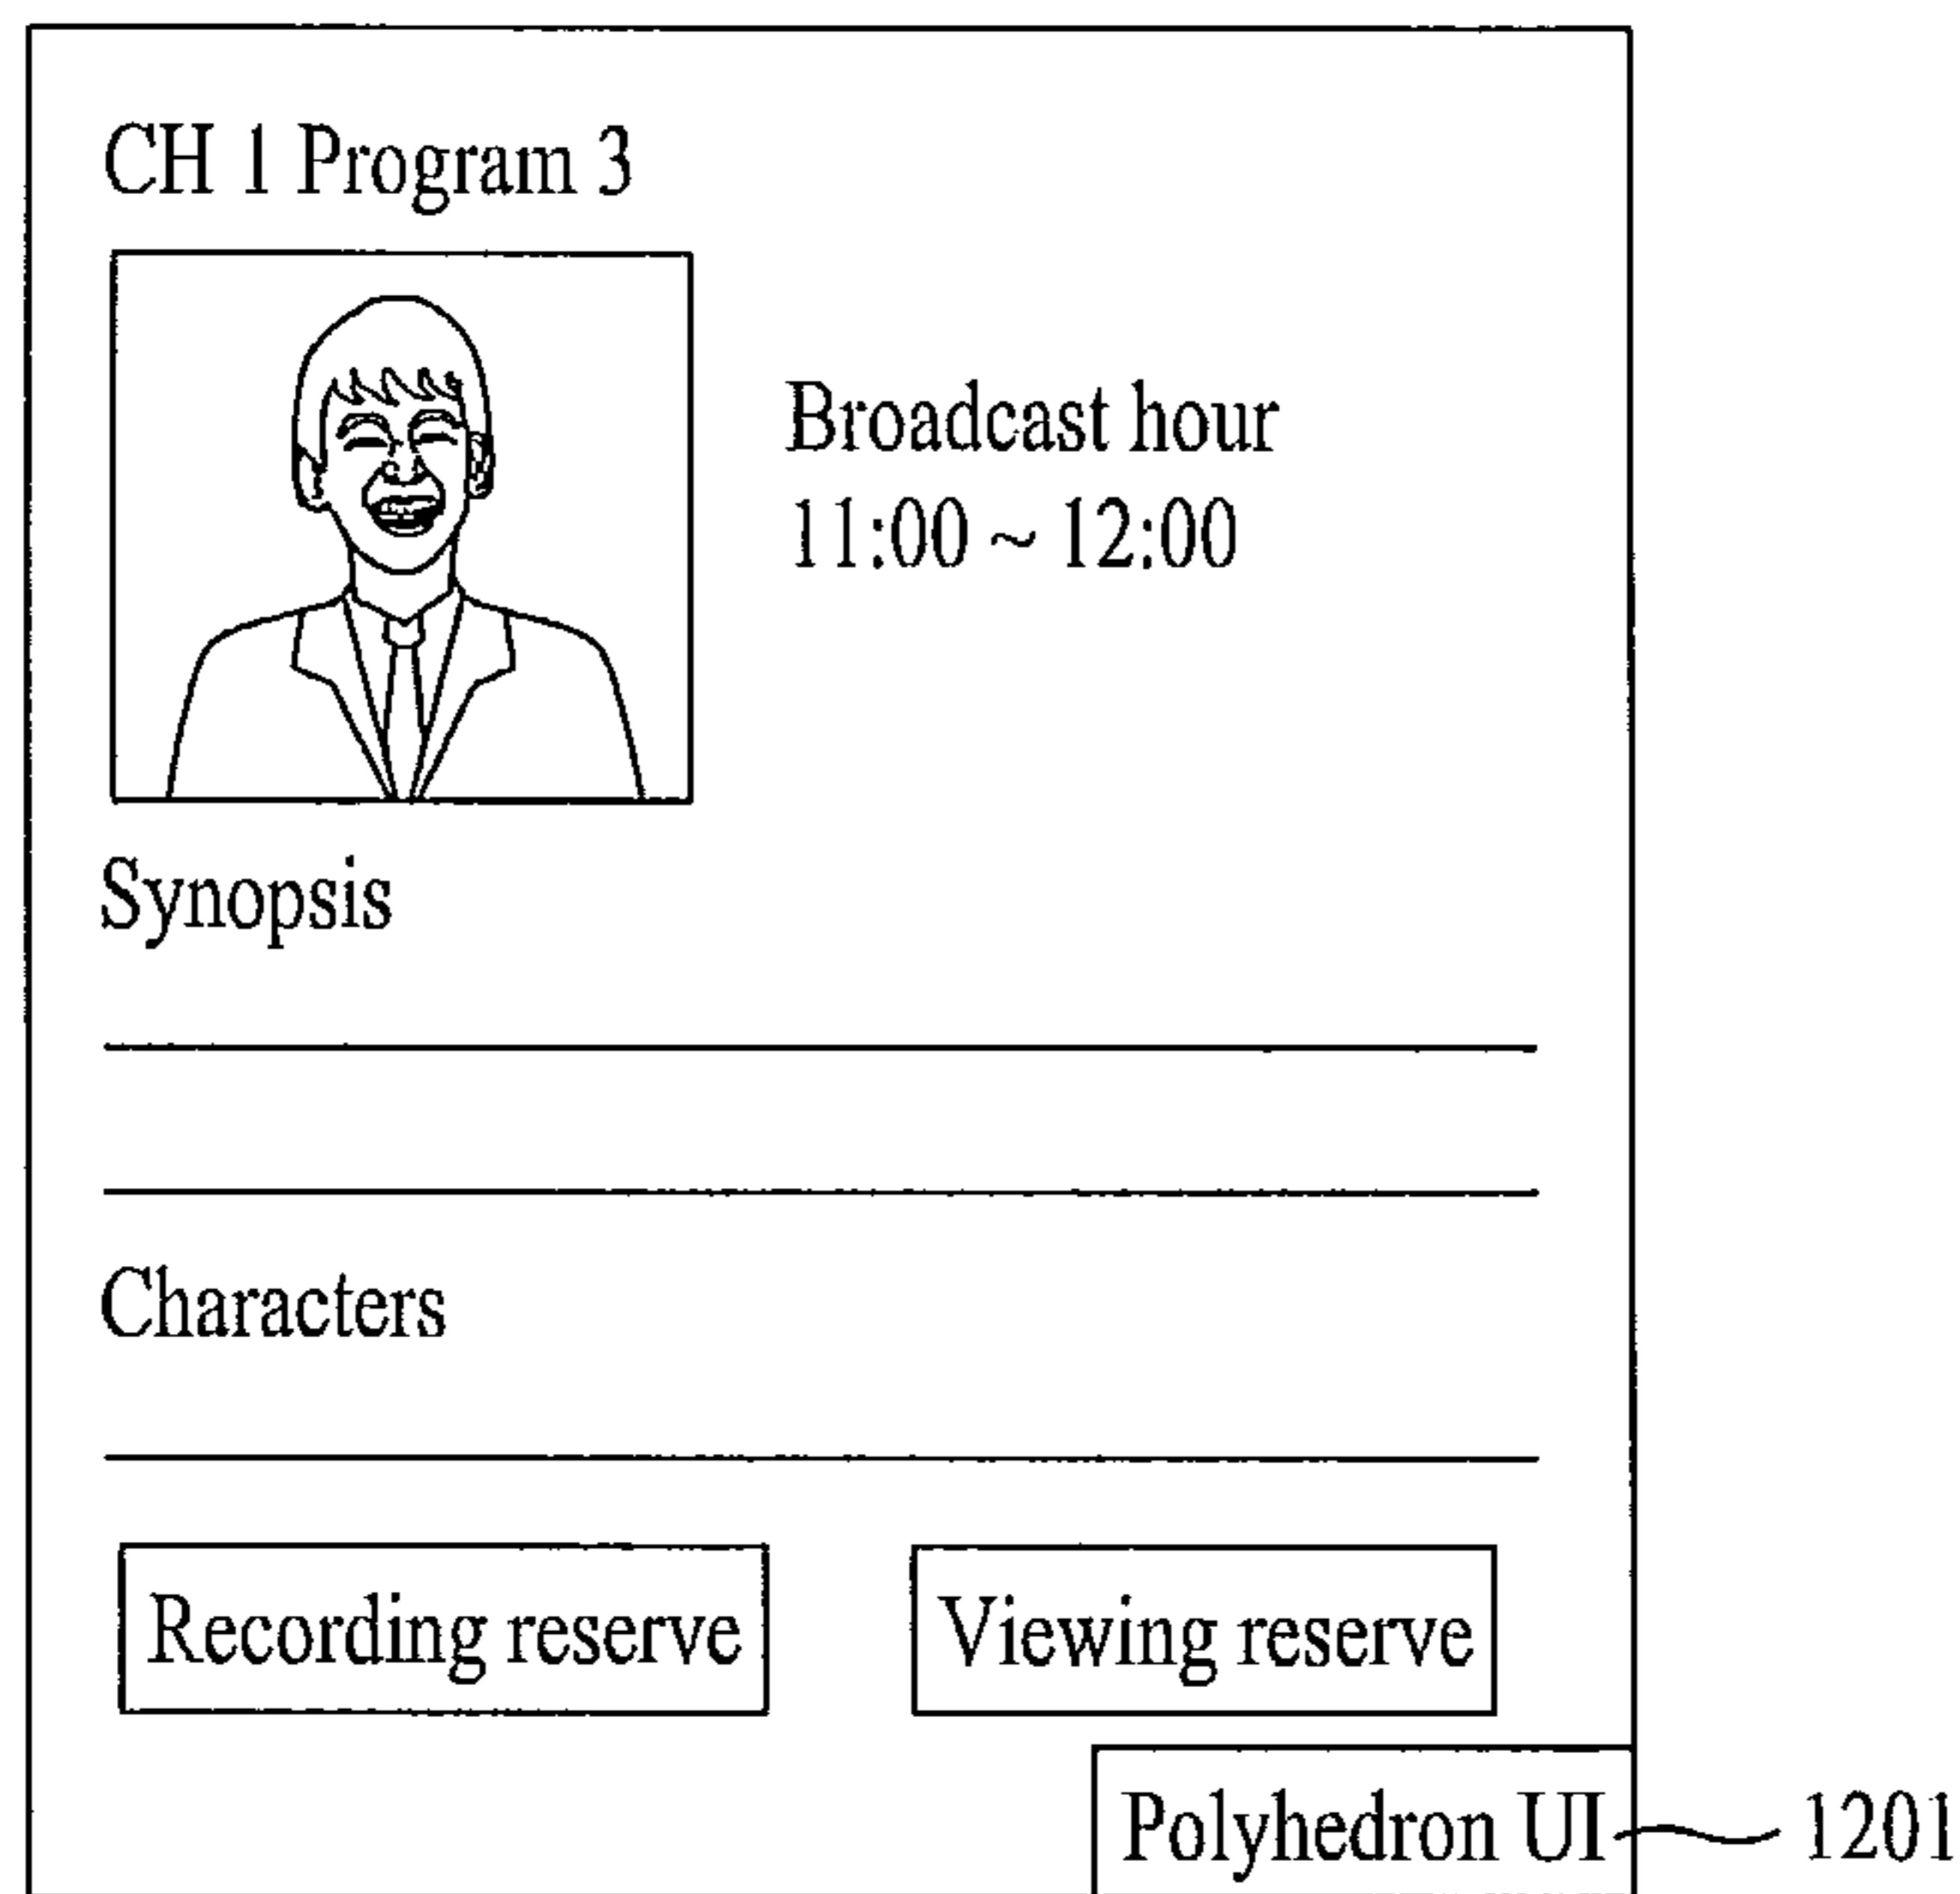 CH 1 Program 3
Broadcast hour
11:00 ~ 12:00
Synopsis
Characters
Recording reserve
Viewing reserve
Polyhedron UI
1201